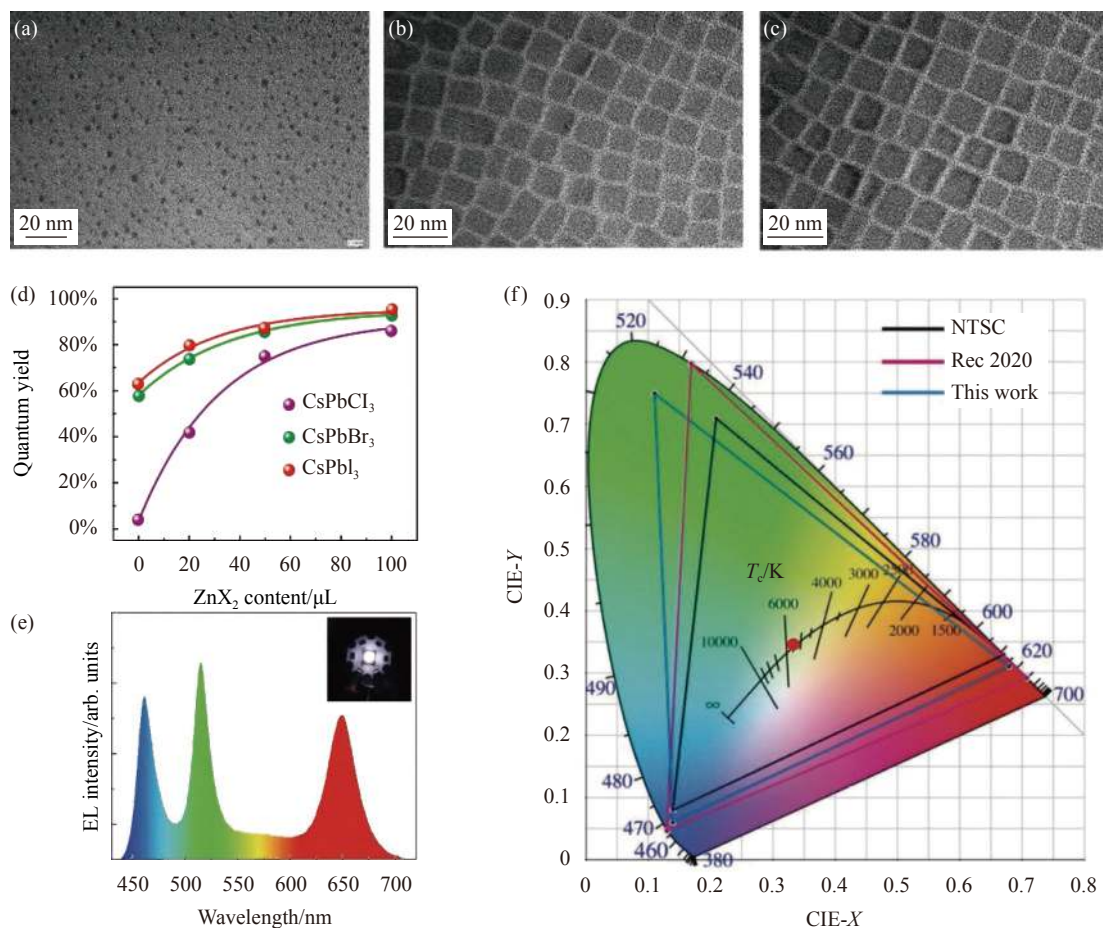 (a)
20 nm
(b)
20 nm
(c)
20 nm
(d)
100%
80%
60%
40%
20%
0%
Quantum yield
CsPbCl₃
CsPbBr₃
CsPbI₃
0 20 40 60 80 100
ZnX₂ content/μL
(e)
EL intensity/arb. units
450 500 550 600 650 700
Wavelength/nm
(f)
0.9
0.8
0.7
0.6
0.5
0.4
0.3
0.2
0.1
0
CIE-Y
NTSC
Rec 2020
This work
520
540
560
580
600
620
700
490
480
470
460
380
T_c/K
∞
10000
6000
4000
3000
2000
1500
0 0.1 0.2 0.3 0.4 0.5 0.6 0.7 0.8
CIE-X